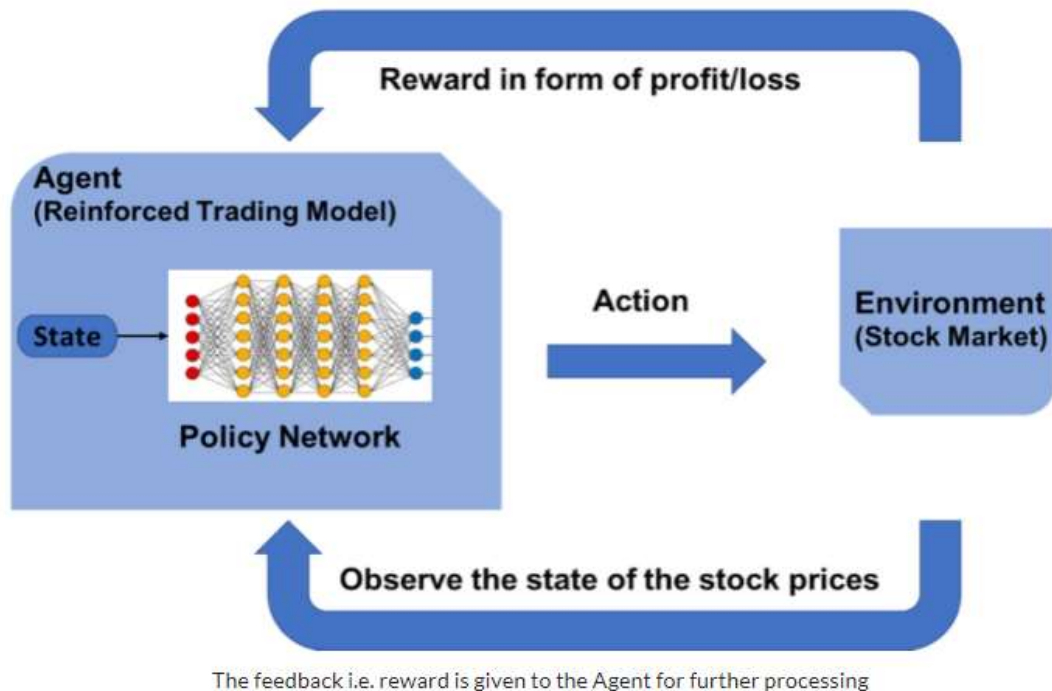 Reward in form of profit/loss
Agent
(Reinforced Trading Model)
State
Policy Network
Action
Environment
(Stock Market)
Observe the state of the stock prices
The feedback i.e. reward is given to the Agent for further processing